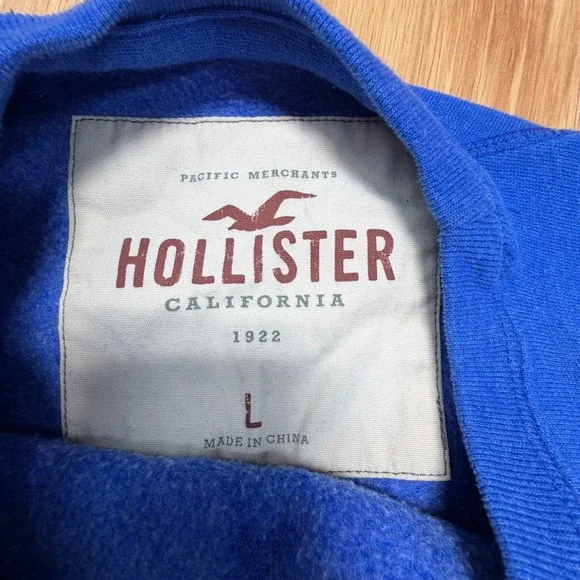 PACIFIC MERCHANTS
HOLLISTER
CALIFORNIA
1922
L
MADE IN CHINA